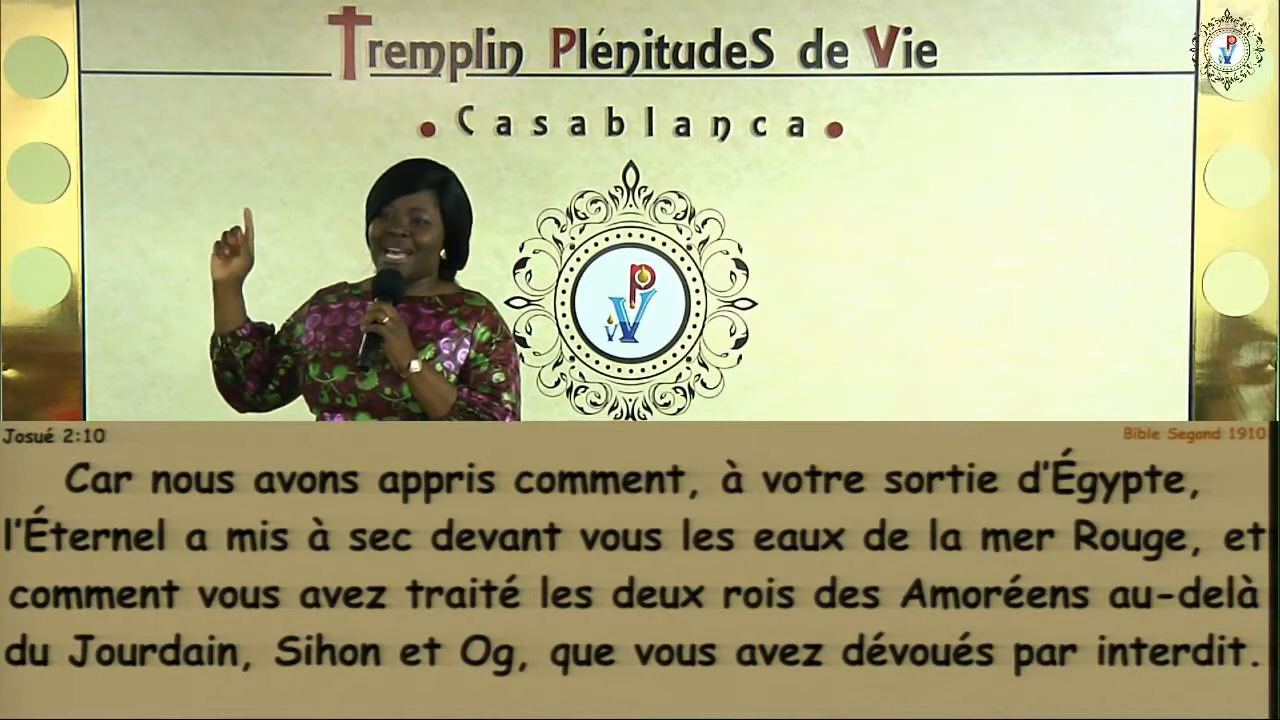 Tremplin PlénitudeS de Vie
• Casablanca •
Josué 2:10
Bible Segond 1910
Car nous avons appris comment, à votre sortie d'Égypte,
l'Éternel a mis à sec devant vous les eaux de la mer Rouge, et
comment vous avez traité les deux rois des Amoréens au-delà
du Jourdain, Sihon et Og, que vous avez dévoués par interdit.